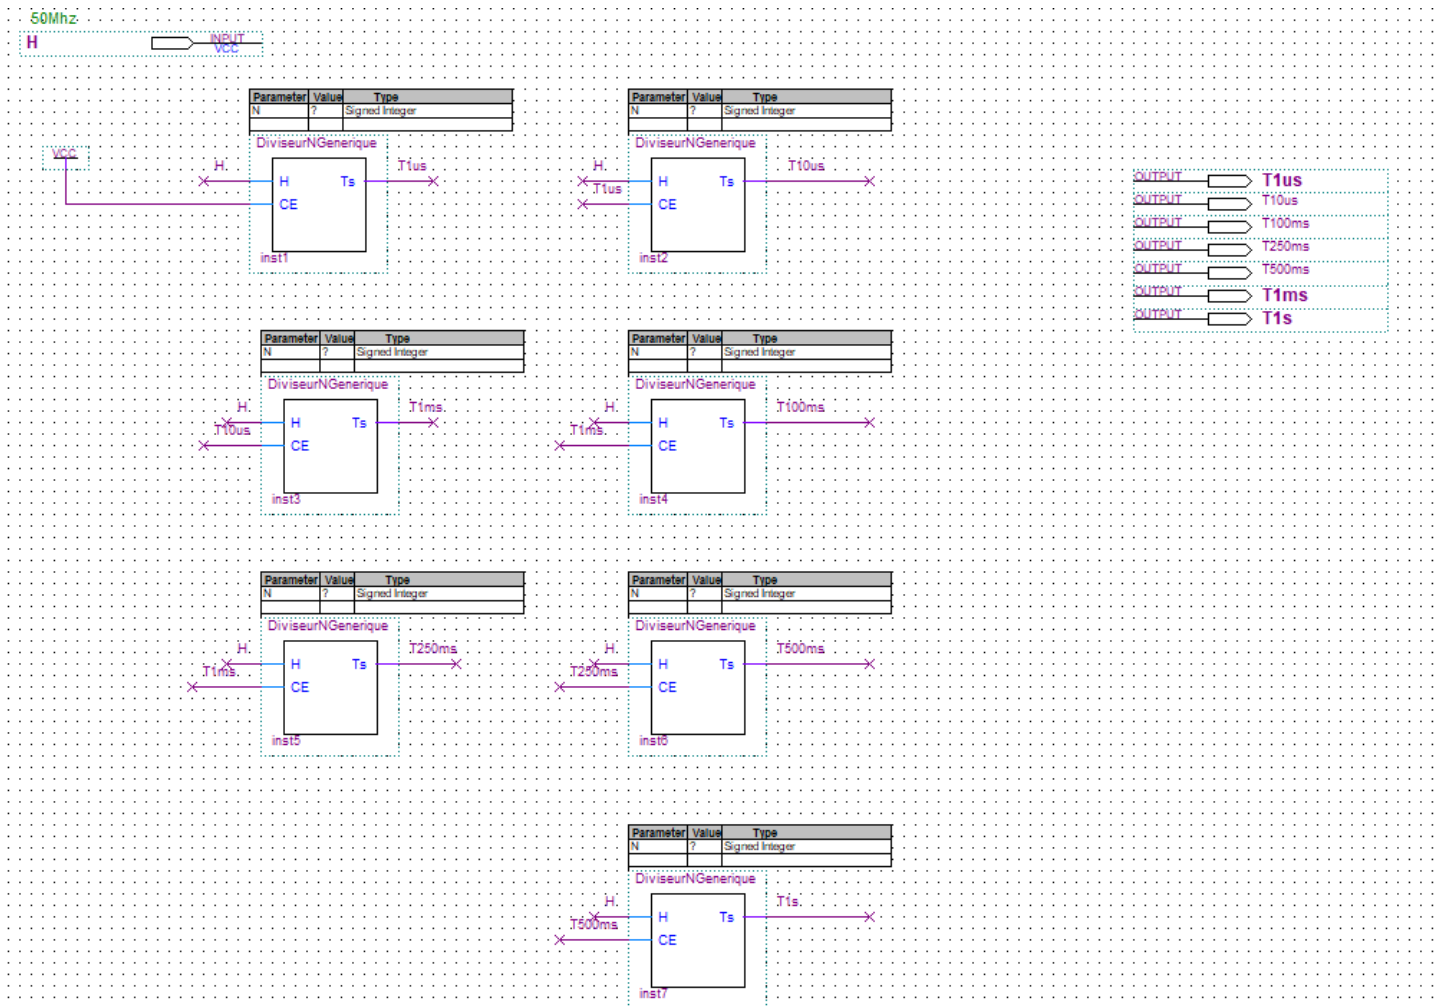 50Mhz
H INPUT VCC
Parameter Value Type
N ? Signed Integer
DiviseurNGenerique
VCC
H T1us
H Ts
CE
inst1
Parameter Value Type
N ? Signed Integer
DiviseurNGenerique
H T10us
H Ts
T1us
CE
inst2
OUTPUT T1us
OUTPUT T10us
OUTPUT T100ms
OUTPUT T250ms
OUTPUT T500ms
OUTPUT T1ms
OUTPUT T1s
Parameter Value Type
N ? Signed Integer
DiviseurNGenerique
H T1ms
H Ts
T10us
CE
inst3
Parameter Value Type
N ? Signed Integer
DiviseurNGenerique
H T100ms
H Ts
T1ms
CE
inst4
Parameter Value Type
N ? Signed Integer
DiviseurNGenerique
H T250ms
H Ts
T1ms
CE
inst5
Parameter Value Type
N ? Signed Integer
DiviseurNGenerique
H T500ms
H Ts
T250ms
CE
inst6
Parameter Value Type
N ? Signed Integer
DiviseurNGenerique
H T1s
H Ts
T500ms
CE
inst7